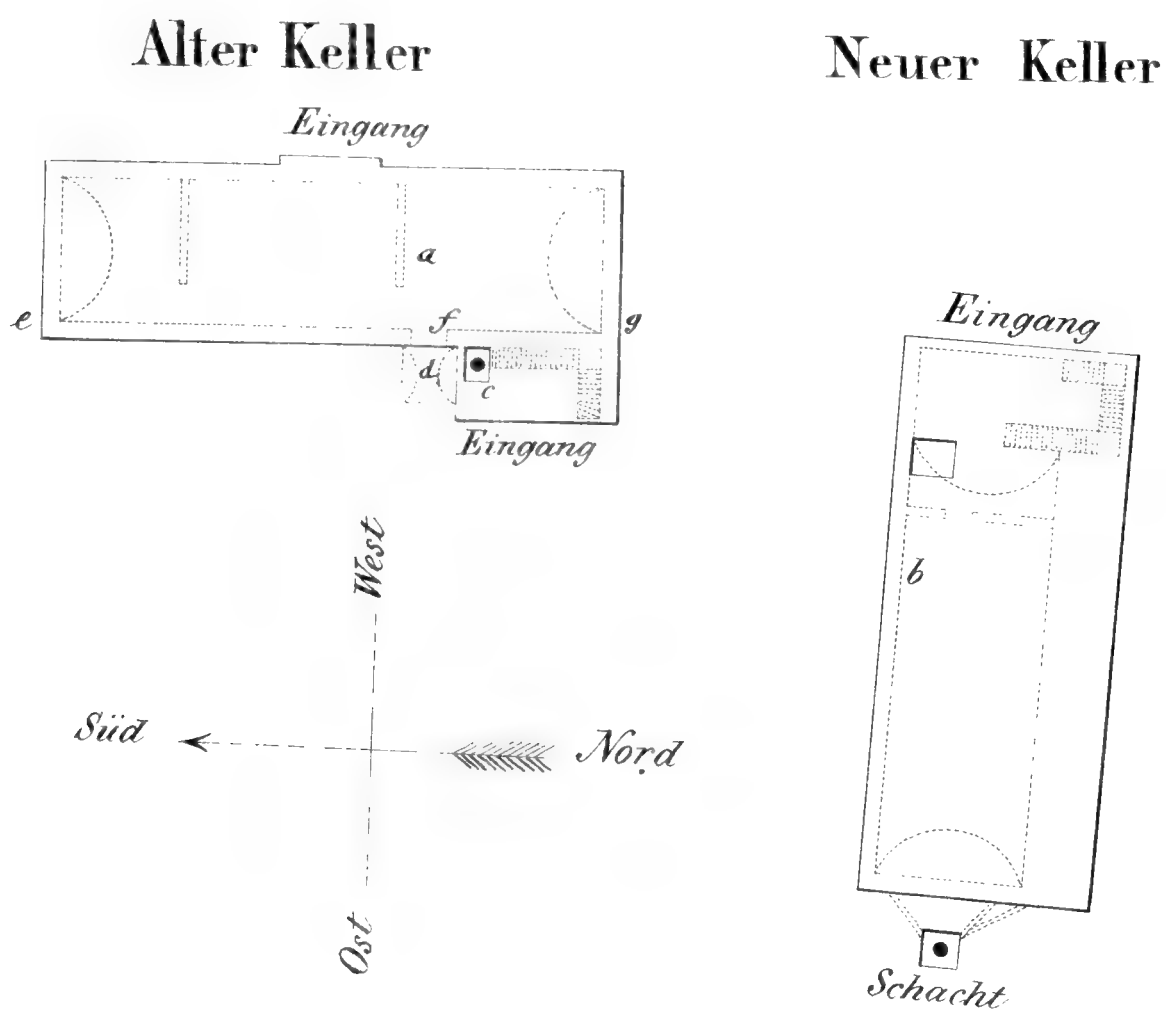 Alter Keller
Neuer Keller
Eingang
a
e
f
g
d
c
Eingang
Eingang
b
West
Süd
Nord
Ost
Schacht